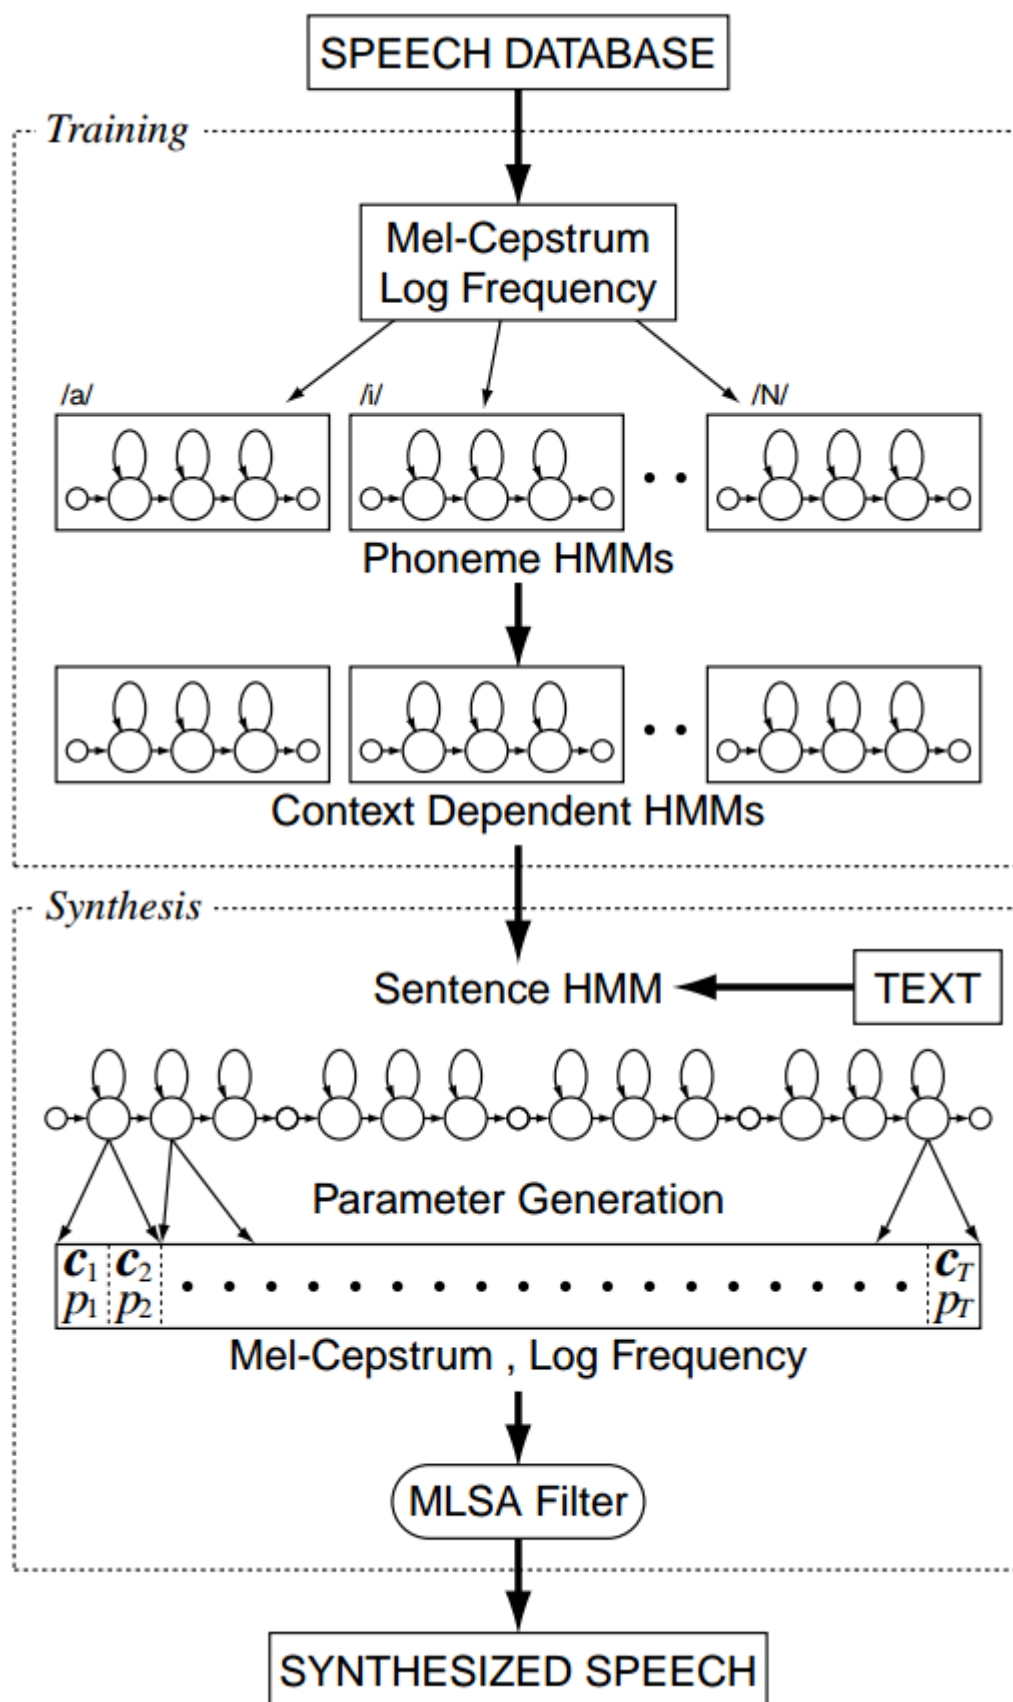 SPEECH DATABASE
Training
Mel-Cepstrum
Log Frequency
/a/
/i/
/N/
Phoneme HMMs
Context Dependent HMMs
Synthesis
Sentence HMM
TEXT
Parameter Generation
c1 c2 cT
p1 p2 pT
Mel-Cepstrum , Log Frequency
MLSA Filter
SYNTHESIZED SPEECH